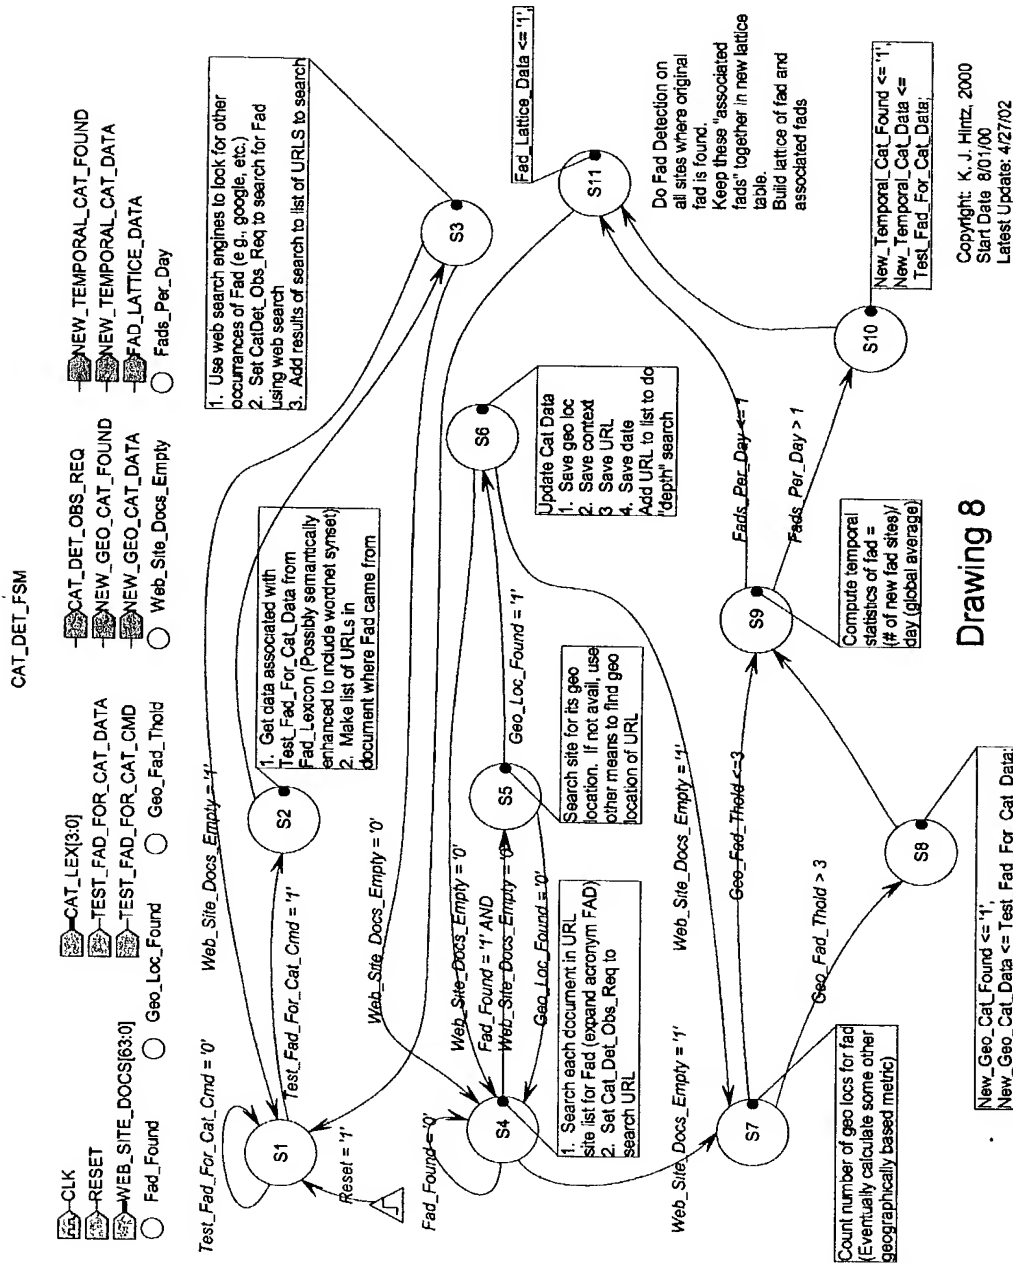 CAT_DET_FSM
CLK
RESET
WEB_SITE_DOCS[63:0]
Fad_Found
Geo_Loc_Found
CAT_LEX[3:0]
TEST_FAD_FOR_CAT_DATA
TEST_FAD_FOR_CAT_CMD
Geo_Fad_Thold
CAT_DET_OBS_REQ
NEW_GEO_CAT_FOUND
NEW_GEO_CAT_DATA
Web_Site_Docs_Empty
NEW_TEMPORAL_CAT_FOUND
NEW_TEMPORAL_CAT_DATA
FAD_LATTICE_DATA
Fads_Per_Day
Test_Fad_For_Cat_Cmd = '0'
S1
Reset = '1'
Test_Fad_For_Cat_Cmd = '1'
Web_Site_Docs_Empty = '1'
S2
1. Get data associated with
Test_Fad_For_Cat_Data from
Fad_Lexicon (Possibly semantically
enhanced to include wordnet synset)
2. Make list of URLs in
document where Fad came from
S3
1. Use web search engines to look for other
occurrances of Fad (e g., google, etc.)
2. Set CatDet_Obs_Req to search for Fad
using web search
3. Add results of search to list of URLS to search
Web_Site_Docs_Empty = '0'
Fad_Found = '0'
S4
1. Search each document in URL
site list for Fad (expand acronym FAD)
2. Set Cat_Det_Obs_Req to
search URL
Web_Site_Docs_Empty = '0'
Fad_Found = '1' AND
Web_Site_Docs_Empty = '0'
Geo_Loc_Found = '0'
S5
Search site for its geo
location. If not avail, use
other means to find geo
location of URL
Geo_Loc_Found = '1'
S6
Update Cat Data
1. Save geo loc
2. Save context
3 Save URL
4. Save date
Add URL to list to do
"depth" search
Web_Site_Docs_Empty = '1'
Web_Site_Docs_Empty = '1'
S7
Count number of geo locs for fad
(Eventually calculate some other
geographically based metric)
Geo_Fad_Thold <=3
Geo_Fad_Thold > 3
S8
New_Geo_Cat_Found <= '1',
New_Geo_Cat_Data <= Test_Fad_For_Cat_Data;
S9
Compute temporal
statistics of fad =
(# of new fad sites)/
day (global average)
Fads_Per_Day <= 1
Fads_Per_Day > 1
S10
New_Temporal_Cat_Found <= '1',
New_Temporal_Cat_Data <=
Test_Fad_For_Cat_Data;
S11
Fad_Lattice_Data <= '1',
Do Fad Detection on
all sites where original
fad is found.
Keep these "associated
fads" together in new lattice
table.
Build lattice of fad and
associated fads
Drawing 8
Copyright: K. J. Hintz, 2000
Start Date 8/01/00
Latest Update: 4/27/02